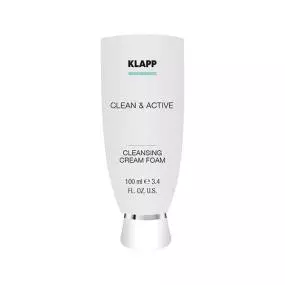 KLAPP
CLEAN & ACTIVE
CLEANSING
CREAM FOAM
100 ml ℮ 3.4
FL. OZ. U.S.